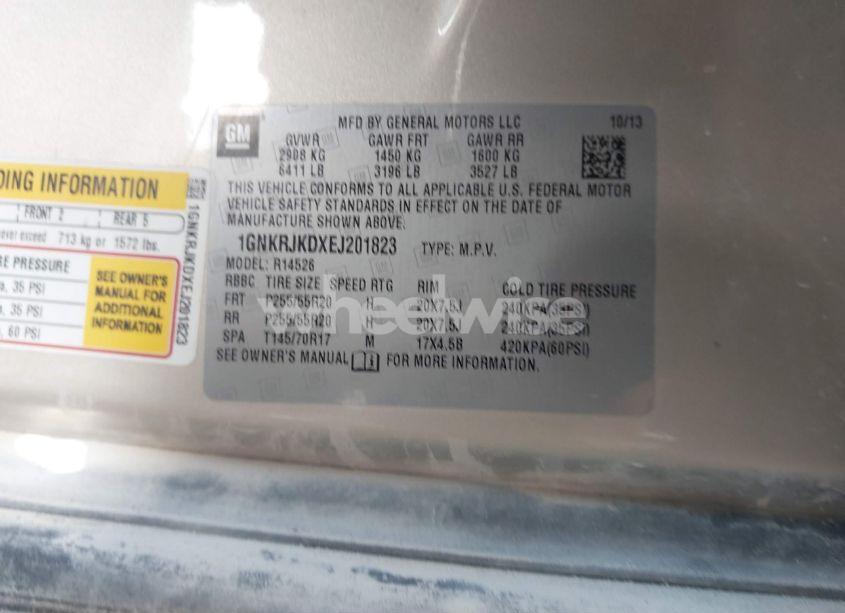 GM
MFD BY GENERAL MOTORS LLC 10/13
GVWR GAWR FRT GAWR RR
2908 KG 1450 KG 1600 KG
6411 LB 3196 LB 3527 LB
THIS VEHICLE CONFORMS TO ALL APPLICABLE U.S. FEDERAL MOTOR
VEHICLE SAFETY STANDARDS IN EFFECT ON THE DATE OF
MANUFACTURE SHOWN ABOVE.
1GNKRJKDXEJ201823 TYPE: M.P.V.
MODEL: R14526
RBBC TIRE SIZE SPEED RTG RIM COLD TIRE PRESSURE
FRT P255/55R20 H 20X7.5J 240KPA(35PSI)
RR P255/55R20 H 20X7.5J 240KPA(35PSI)
SPA T145/70R17 M 17X4.5B 420KPA(60PSI)
SEE OWNER'S MANUAL FOR MORE INFORMATION.
DING INFORMATION
FRONT 2 REAR 5
ever exceed 713 kg or 1572 lbs.
RE PRESSURE
a, 35 PSI
a, 35 PSI
, 60 PSI
SEE OWNER'S
MANUAL FOR
ADDITIONAL
INFORMATION
1GNKRJKDXEJ201823
wheelwire